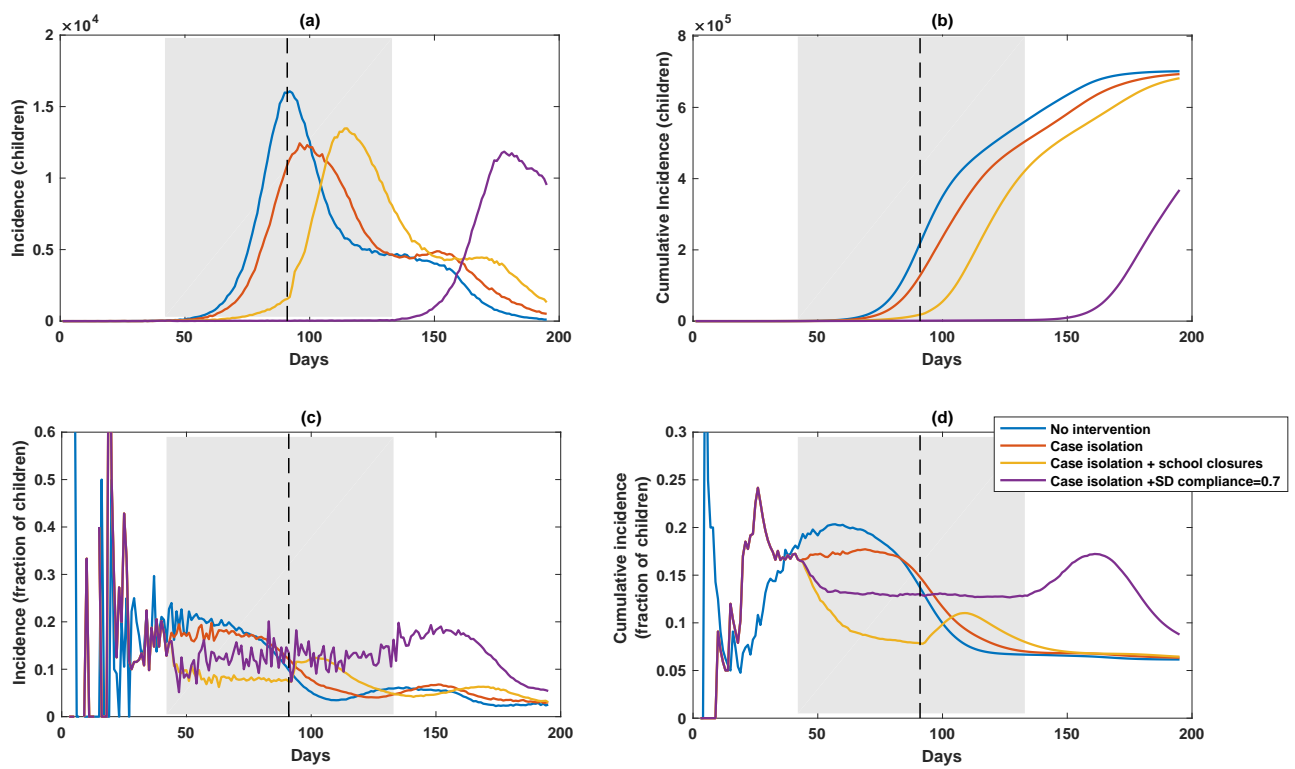 (a)
×10⁴
2
1.5
1
0.5
0
0
50
100
150
200
Incidence (children)
Days
(b)
×10⁵
8
6
4
2
0
0
50
100
150
200
Cumulative Incidence (children)
Days
(c)
0.6
0.5
0.4
0.3
0.2
0.1
0
0
50
100
150
200
Incidence (fraction of children)
Days
(d)
0.3
0.25
0.2
0.15
0.1
0.05
0
0
50
100
150
200
Cumulative incidence
(fraction of children)
Days
No intervention
Case isolation
Case isolation + school closures
Case isolation +SD compliance=0.7